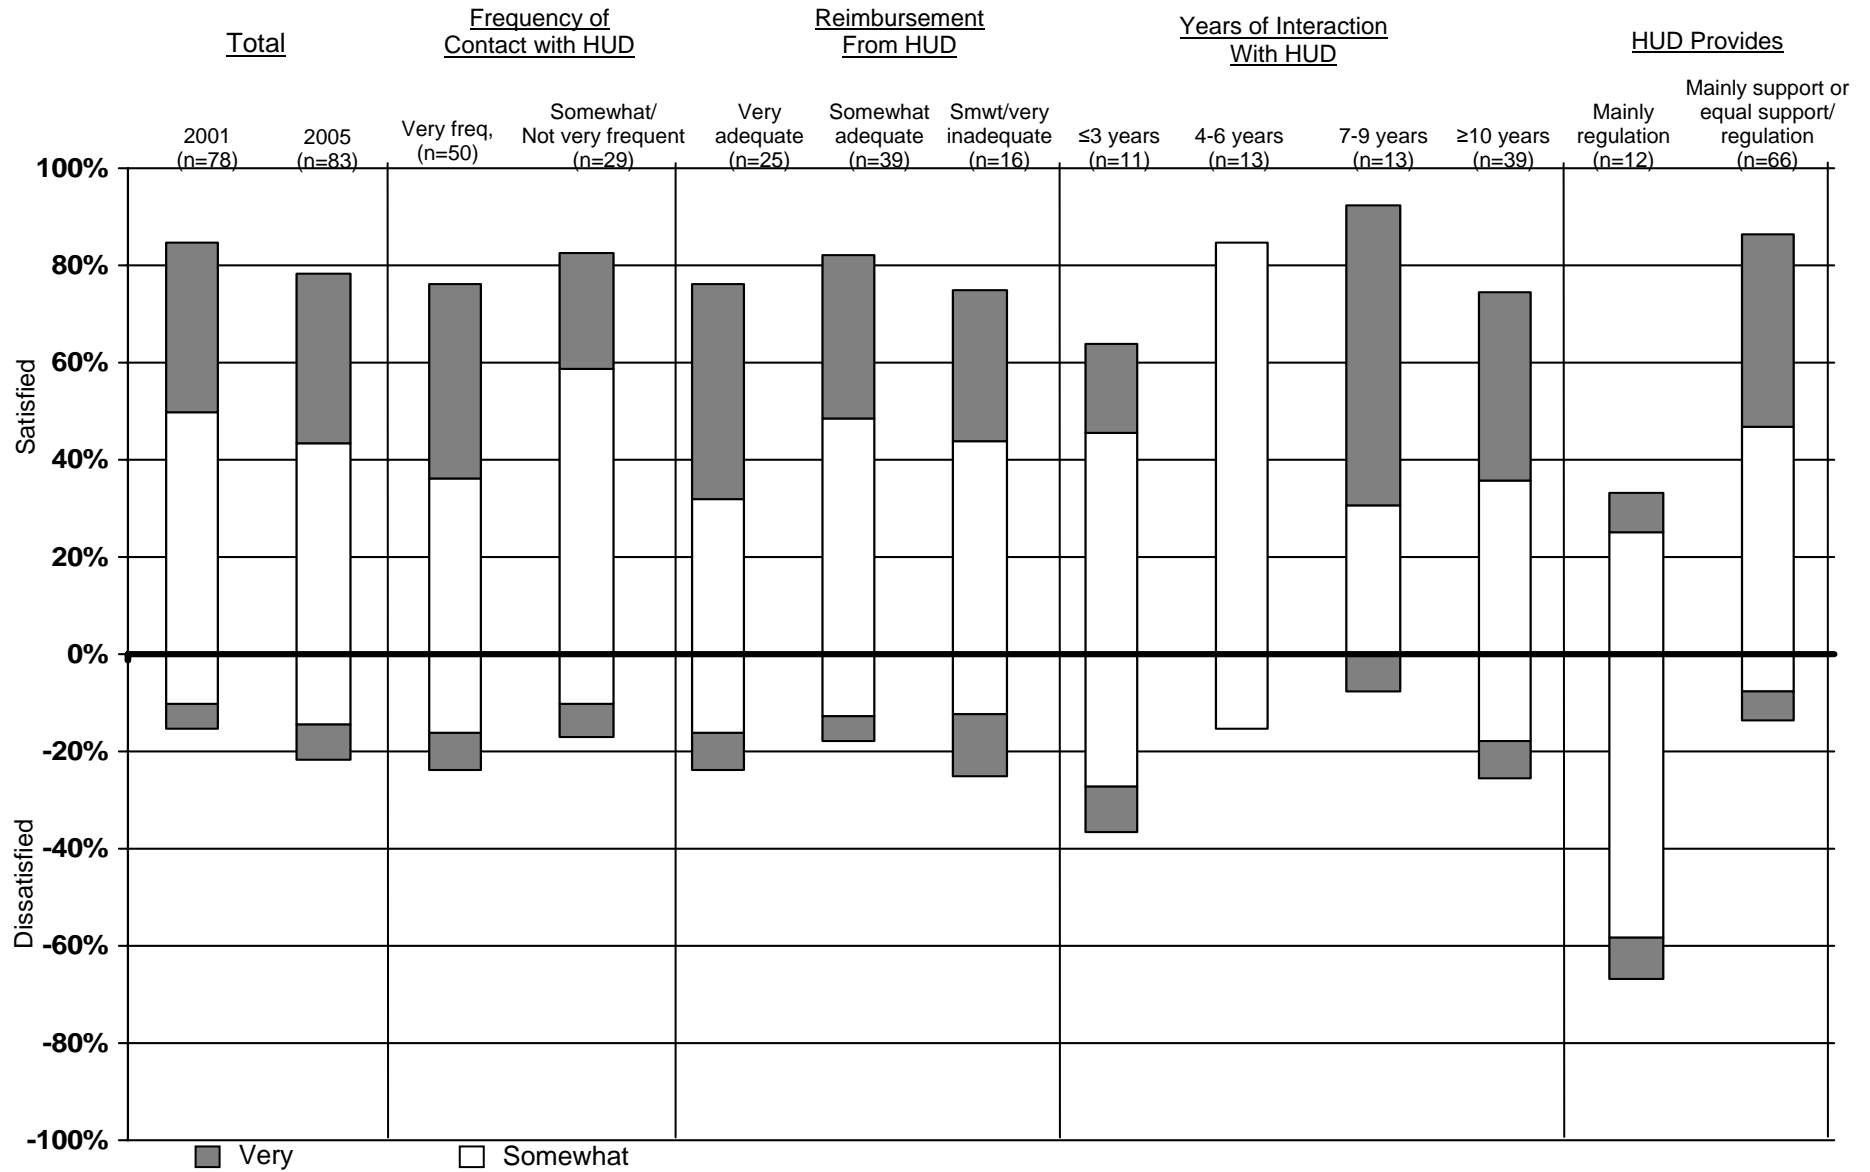 Total
Frequency of
Contact with HUD
Reimbursement
From HUD
Years of Interaction
With HUD
HUD Provides
2001
(n=78)
2005
(n=83)
Very freq,
(n=50)
Somewhat/
Not very frequent
(n=29)
Very
adequate
(n=25)
Somewhat
adequate
(n=39)
Smwt/very
inadequate
(n=16)
≤3 years
(n=11)
4-6 years
(n=13)
7-9 years
(n=13)
≥10 years
(n=39)
Mainly
regulation
(n=12)
Mainly support or
equal support/
regulation
(n=66)
100%
80%
60%
40%
20%
0%
-20%
-40%
-60%
-80%
-100%
Satisfied
Dissatisfied
Very
Somewhat